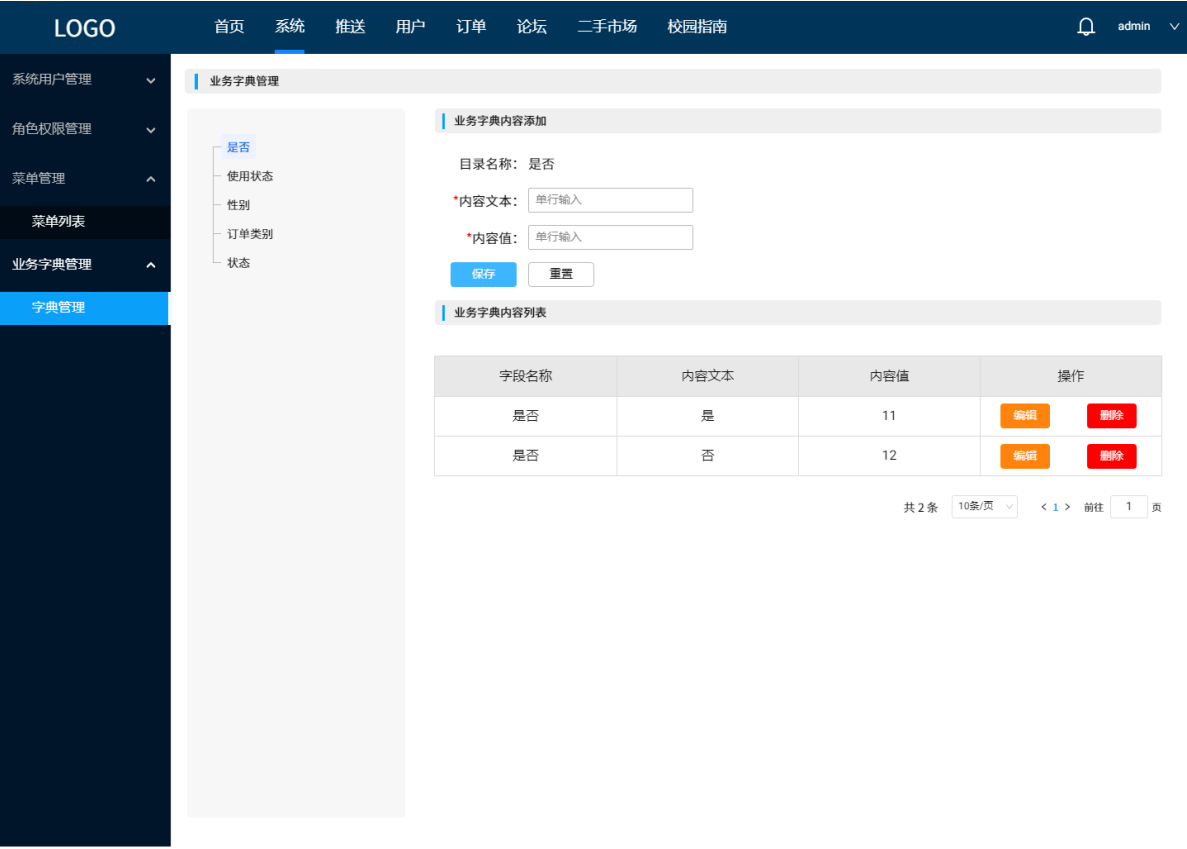 LOGO 首页 系统 推送 用户 订单 论坛 二手市场 校园指南 admin
系统用户管理
角色权限管理
菜单管理
菜单列表
业务字典管理
字典管理
业务字典管理
是否
使用状态
性别
订单类别
状态
业务字典内容添加
目录名称： 是否
*内容文本： 单行输入
*内容值： 单行输入
保存 重置
业务字典内容列表
字段名称 内容文本 内容值 操作
是否 是 11 编辑 删除
是否 否 12 编辑 删除
共 2 条 10条/页 < 1 > 前往 1 页